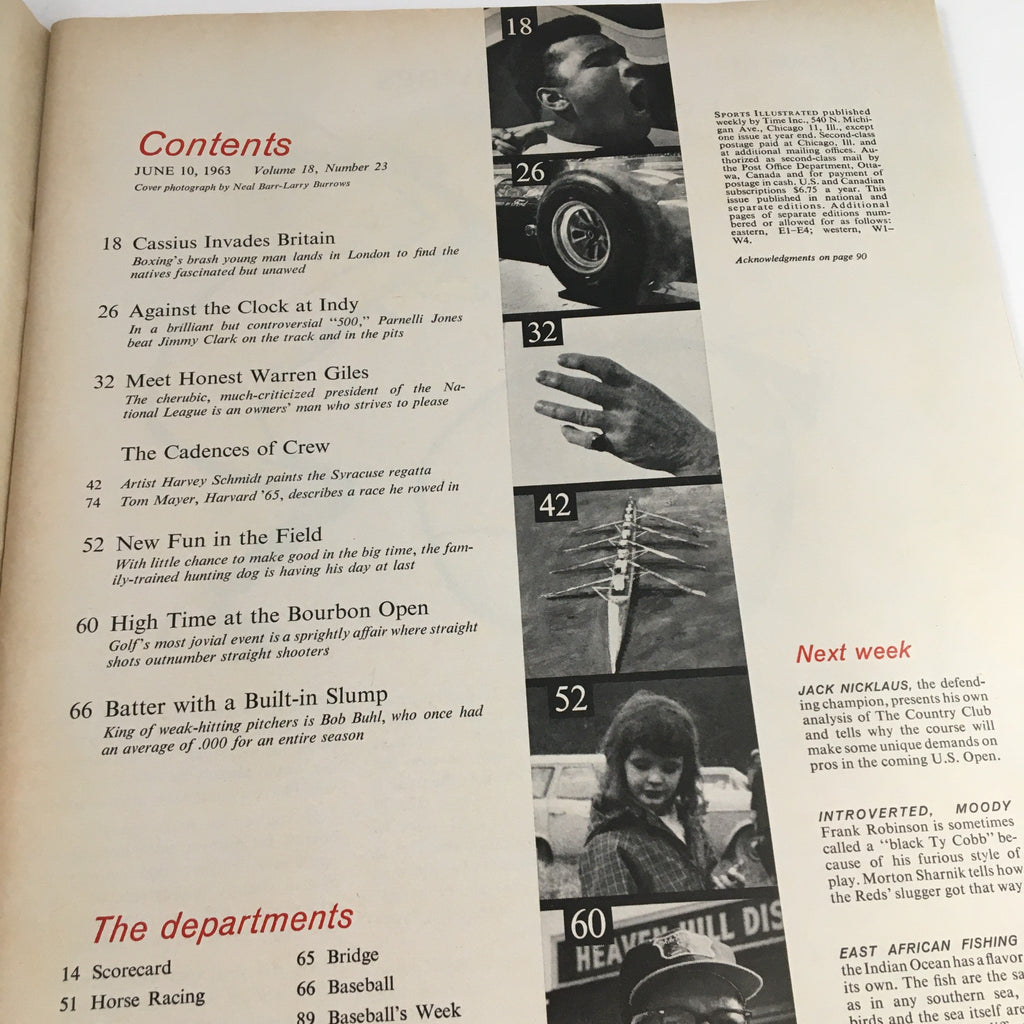 Contents
JUNE 10, 1963 Volume 18, Number 23
Cover photograph by Neal Barr-Larry Burrows
18 Cassius Invades Britain
Boxing's brash young man lands in London to find the
natives fascinated but unawed
26 Against the Clock at Indy
In a brilliant but controversial "500," Parnelli Jones
beat Jimmy Clark on the track and in the pits
32 Meet Honest Warren Giles
The cherubic, much-criticized president of the Na-
tional League is an owners' man who strives to please
The Cadences of Crew
42 Artist Harvey Schmidt paints the Syracuse regatta
74 Tom Mayer, Harvard '65, describes a race he rowed in
52 New Fun in the Field
With little chance to make good in the big time, the fam-
ily-trained hunting dog is having his day at last
60 High Time at the Bourbon Open
Golf's most jovial event is a sprightly affair where straight
shots outnumber straight shooters
66 Batter with a Built-in Slump
King of weak-hitting pitchers is Bob Buhl, who once had
an average of .000 for an entire season
The departments
14 Scorecard
51 Horse Racing
65 Bridge
66 Baseball
89 Baseball's Week
18
26
32
42
52
60
HEAVEN HILL DIS
SPORTS ILLUSTRATED published
weekly by Time Inc., 540 N. Michi-
gan Ave., Chicago 11, Ill., except
one issue at year end. Second-class
postage paid at Chicago, Ill. and
at additional mailing offices. Au-
thorized as second-class mail by
the Post Office Department, Otta-
wa, Canada and for payment of
postage in cash. U.S. and Canadian
subscriptions $6.75 a year. This
issue published in national and
separate editions. Additional
pages of separate editions num-
bered or allowed for as follows:
eastern, E1–E4; western, W1–
W4.
Acknowledgments on page 90
Next week
JACK NICKLAUS, the defend-
ing champion, presents his own
analysis of The Country Club
and tells why the course will
make some unique demands on
pros in the coming U.S. Open.
INTROVERTED, MOODY
Frank Robinson is sometimes
called a "black Ty Cobb" be-
cause of his furious style of
play. Morton Sharnik tells how
the Reds' slugger got that way
EAST AFRICAN FISHING
the Indian Ocean has a flavor
its own. The fish are the sa
as in any southern sea,
birds and the sea itself are